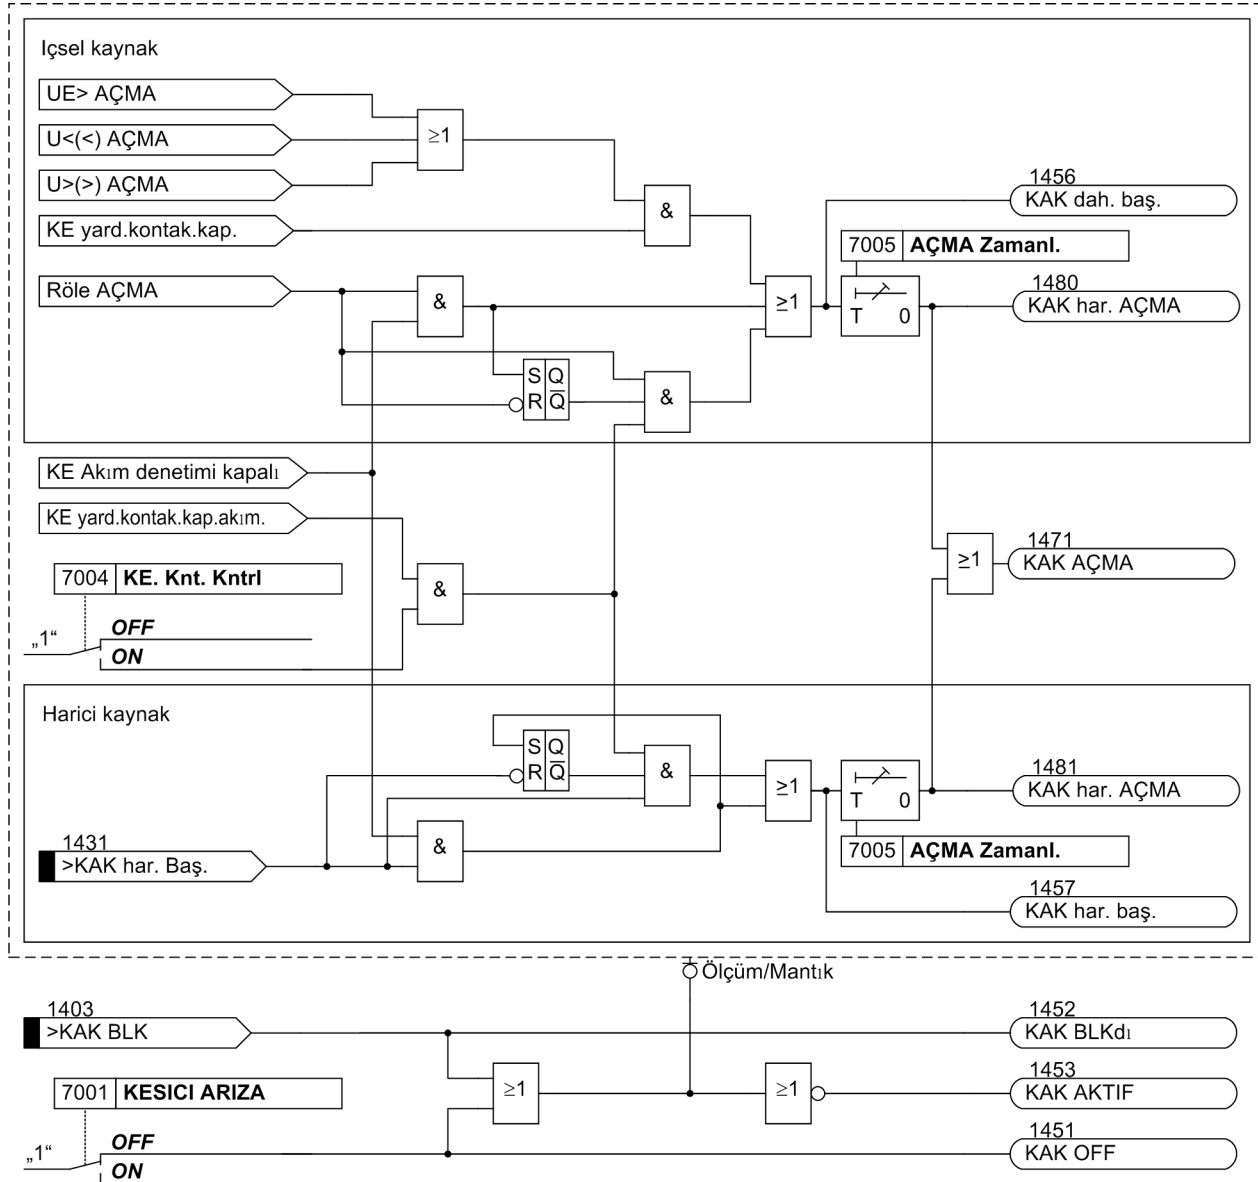 Içsel kaynak
UE> AÇMA
U<(<) AÇMA
≥1
U>(>) AÇMA
KE yard.kontak.kap.
&
1456
KAK dah. baş.
7005 AÇMA Zamanl.
Röle AÇMA
&
≥1
T 0
1480
KAK har. AÇMA
S Q
R Q
&
KE Akım denetimi kapalı
KE yard.kontak.kap.akım.
7004 KE. Knt. Kntrl
&
≥1
1471
KAK AÇMA
„1“
OFF
ON
Harici kaynak
S Q
R Q
&
≥1
T 0
1481
KAK har. AÇMA
1431
>KAK har. Baş.
&
7005 AÇMA Zamanl.
1457
KAK har. baş.
Ölçüm/Mantık
1403
>KAK BLK
1452
KAK BLKdı
7001 KESICI ARIZA
≥1
≥1
1453
KAK AKTIF
„1“
OFF
ON
1451
KAK OFF